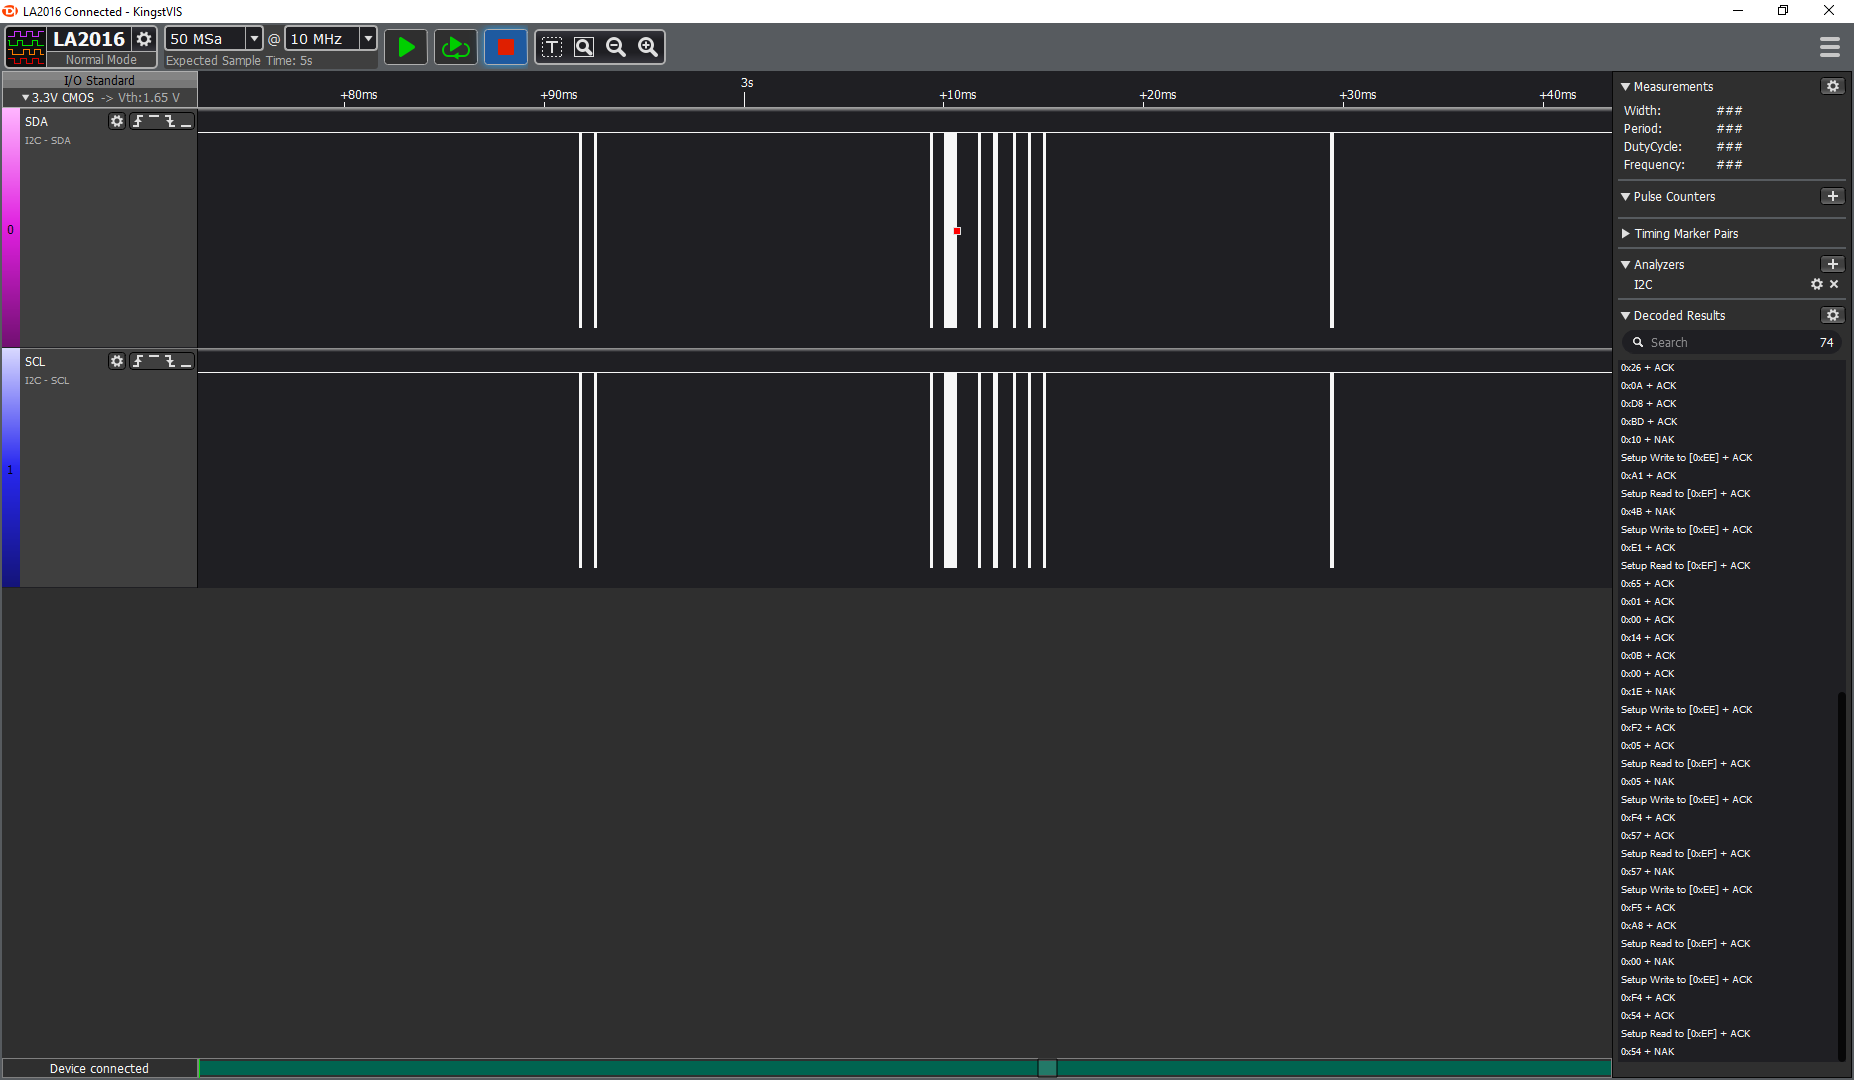 LA2016 Connected - KingstVIS
LA2016
Normal Mode
50 MSa @ 10 MHz
Expected Sample Time: 5s
T
I/O Standard
3.3V CMOS -> Vth:1.65 V
3s
+80ms +90ms +10ms +20ms +30ms +40ms
SDA
I2C - SDA
0
SCL
I2C - SCL
1
Measurements
Width: ###
Period: ###
DutyCycle: ###
Frequency: ###
Pulse Counters
Timing Marker Pairs
Analyzers
I2C
Decoded Results
Search 74
0x26 + ACK
0x0A + ACK
0xD8 + ACK
0xBD + ACK
0x10 + NAK
Setup Write to [0xEE] + ACK
0xA1 + ACK
Setup Read to [0xEF] + ACK
0x4B + NAK
Setup Write to [0xEE] + ACK
0xE1 + ACK
Setup Read to [0xEF] + ACK
0x65 + ACK
0x01 + ACK
0x00 + ACK
0x14 + ACK
0x0B + ACK
0x00 + ACK
0x1E + NAK
Setup Write to [0xEE] + ACK
0xF2 + ACK
0x05 + ACK
Setup Read to [0xEF] + ACK
0x05 + NAK
Setup Write to [0xEE] + ACK
0xF4 + ACK
0x57 + ACK
Setup Read to [0xEF] + ACK
0x57 + NAK
Setup Write to [0xEE] + ACK
0xF5 + ACK
0xA8 + ACK
Setup Read to [0xEF] + ACK
0x00 + NAK
Setup Write to [0xEE] + ACK
0xF4 + ACK
0x54 + ACK
Setup Read to [0xEF] + ACK
0x54 + NAK
Device connected